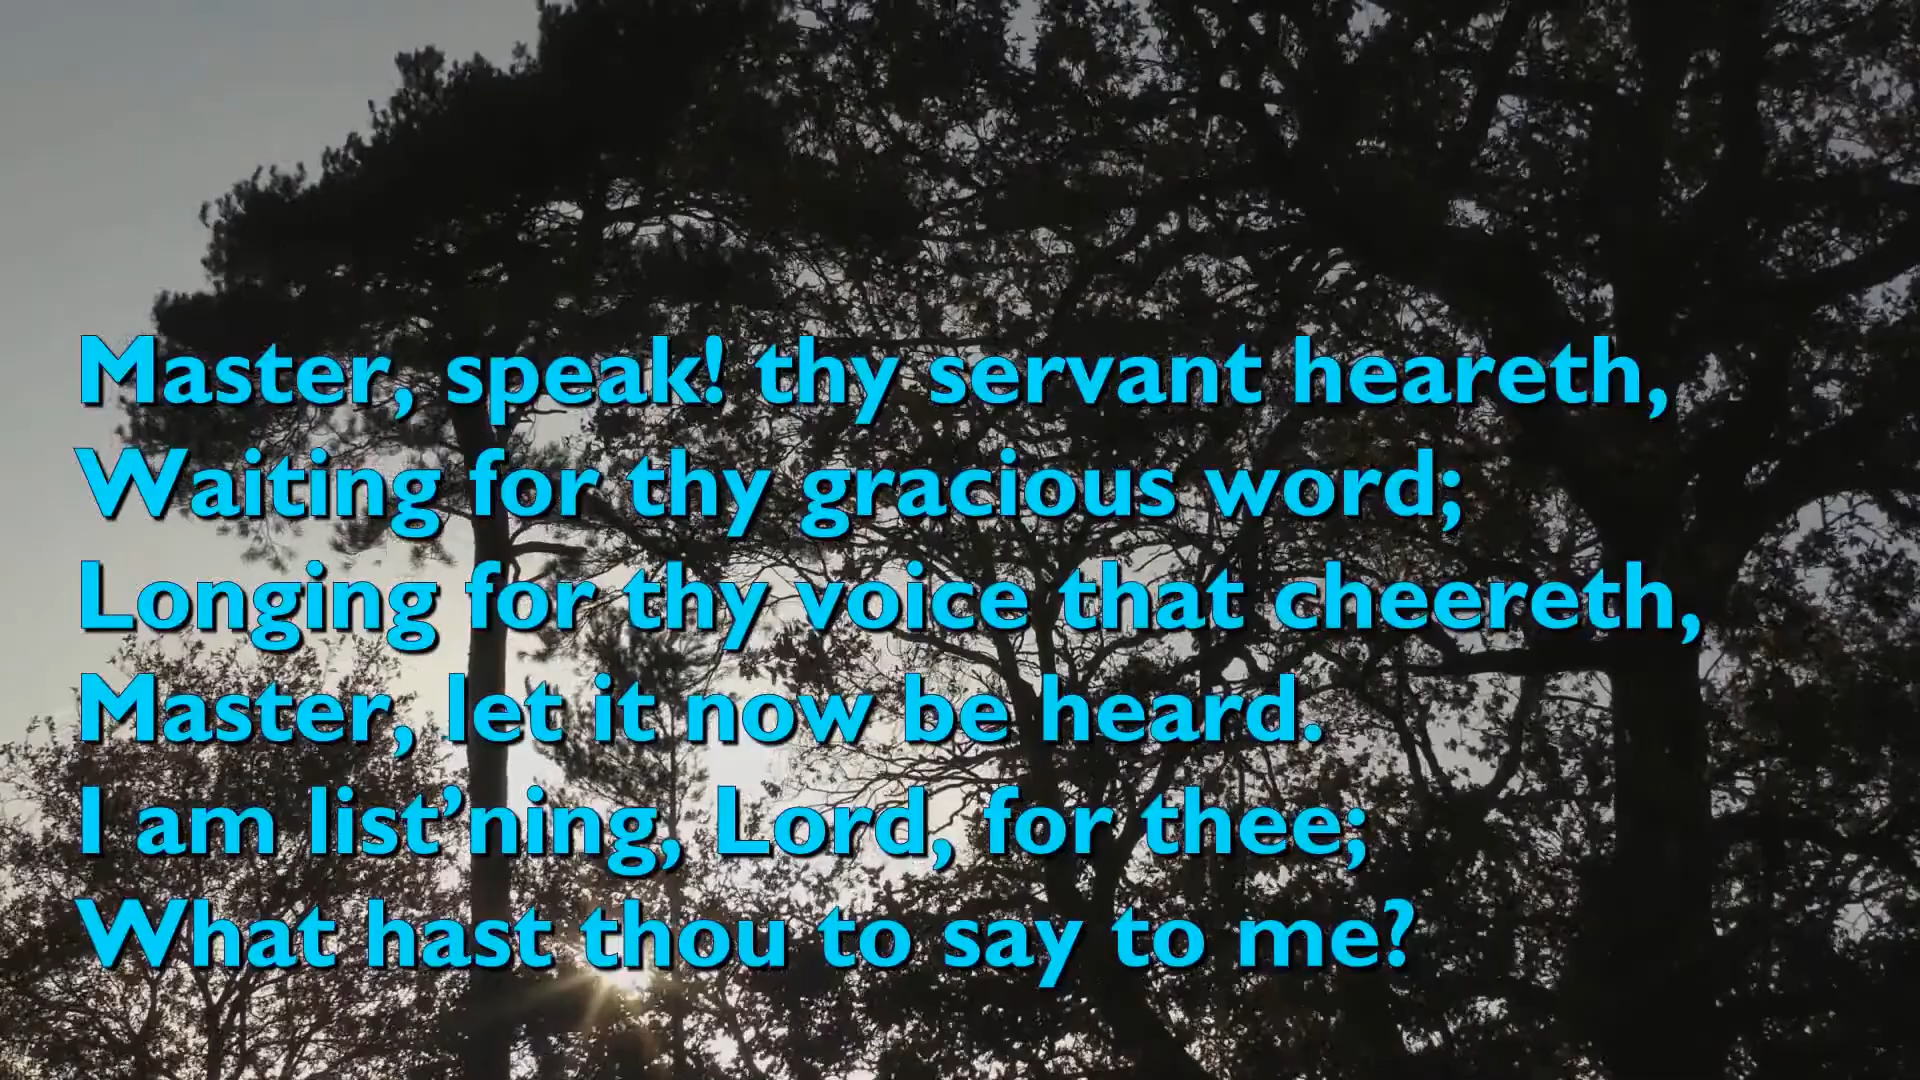 Master, speak! thy servant heareth,
Waiting for thy gracious word;
Longing for thy voice that cheereth,
Master, let it now be heard.
I am list’ning, Lord, for thee;
What hast thou to say to me?